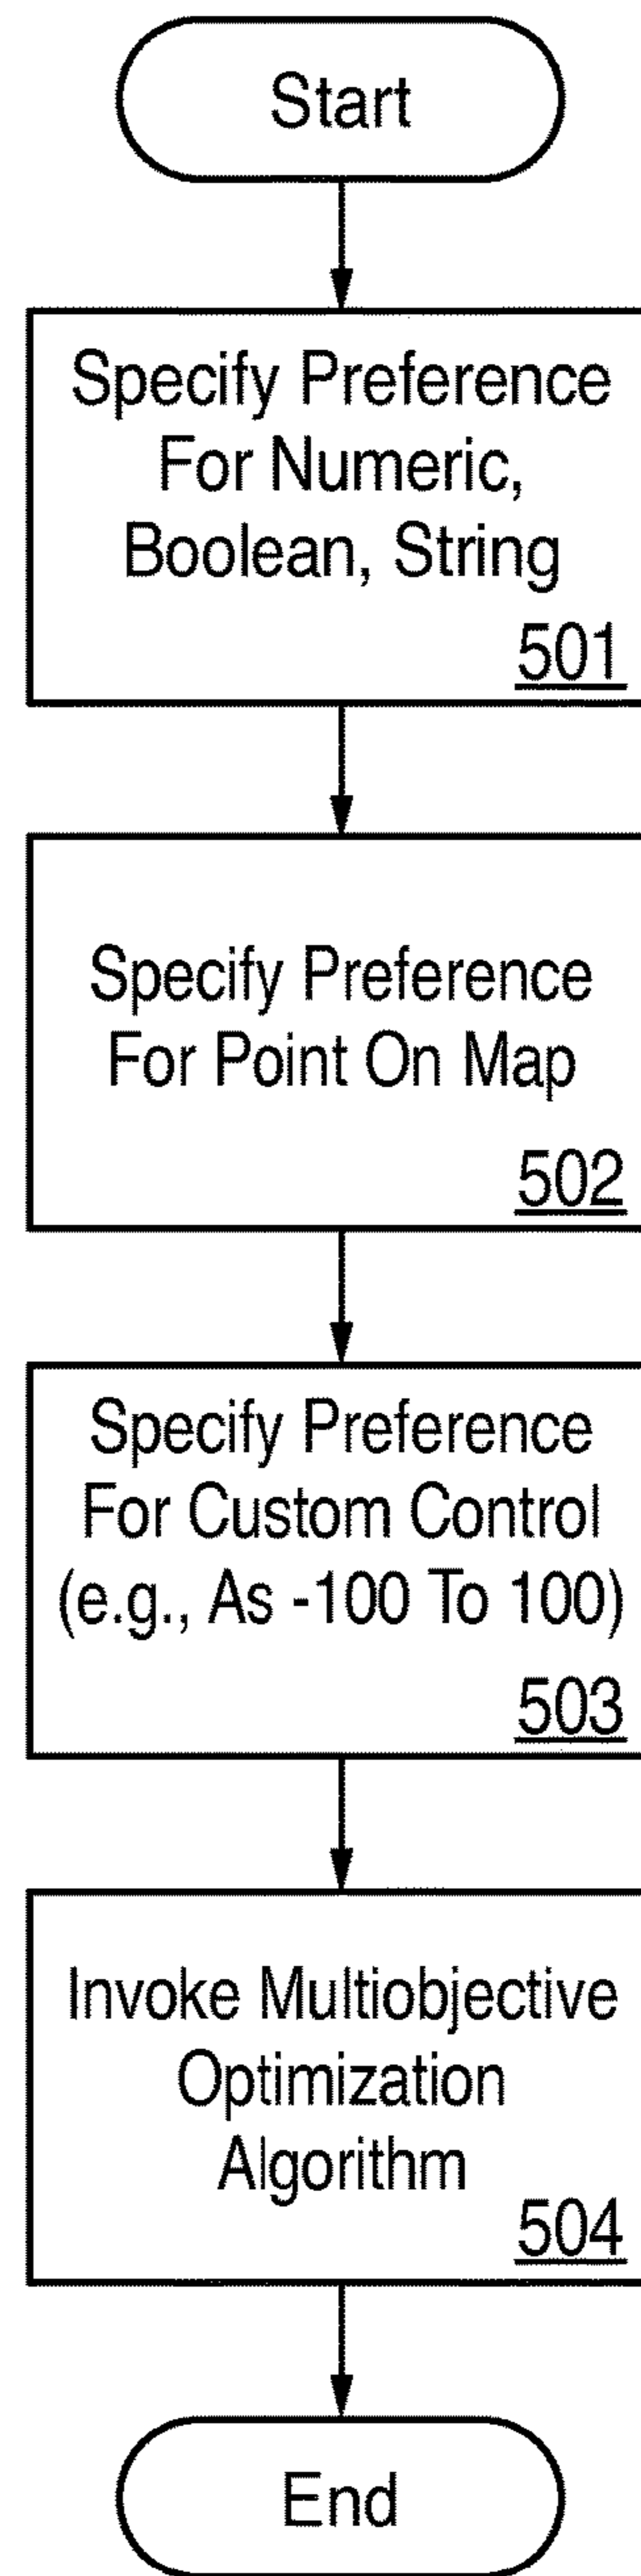 Start
Specify Preference
For Numeric,
Boolean, String
501
Specify Preference
For Point On Map
502
Specify Preference
For Custom Control
(e.g., As -100 To 100)
503
Invoke Multiobjective
Optimization
Algorithm
504
End